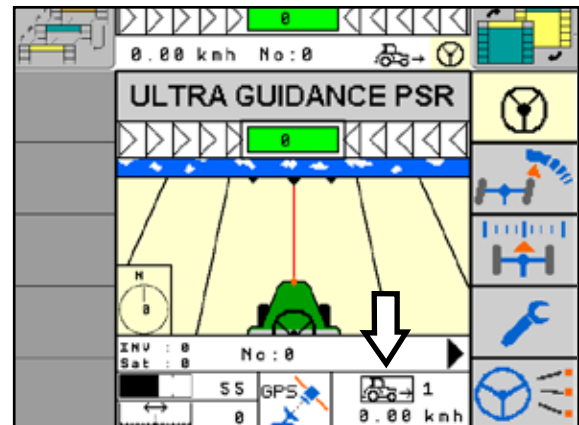 0
0.00 kmh No:0
ULTRA GUIDANCE PSR
0
N
0
INV : 0
Sat : 0
No:0
55 GPS 1
0 0.00 kmh